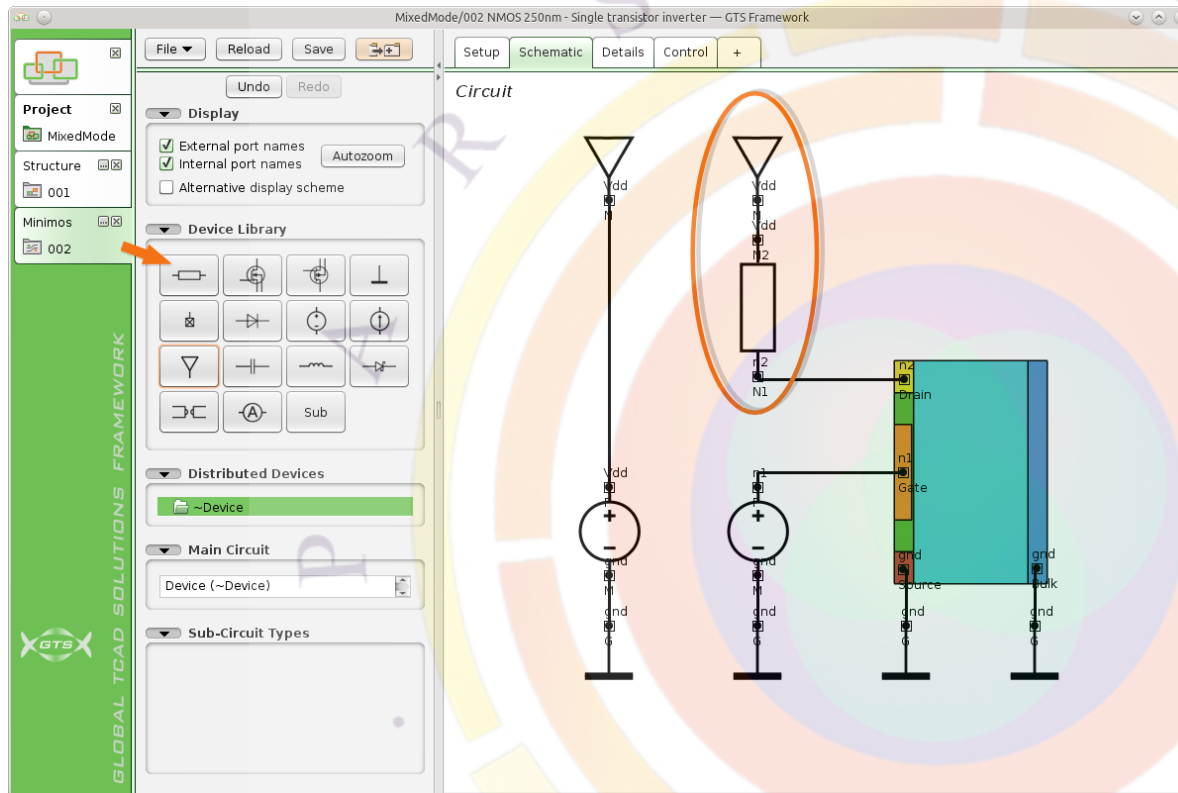 MixedMode/002 NMOS 250nm - Single transistor inverter — GTS Framework
File
Reload
Save
Undo
Redo
Project
MixedMode
Structure
001
Minimos
002
Display
External port names
Internal port names
Autozoom
Alternative display scheme
Device Library
A
Sub
Distributed Devices
~Device
Main Circuit
Device (~Device)
Sub-Circuit Types
GTS
GLOBAL TCAD SOLUTIONS FRAMEWORK
Setup
Schematic
Details
Control
+
Circuit
Vdd
N
Vdd
N
Vdd
N2
n2
N1
n2
Drain
n1
Gate
Vdd
P
n1
P
+
−
+
−
gnd
M
gnd
M
gnd
Source
gnd
Bulk
gnd
G
gnd
G
gnd
G
gnd
G
P A R S